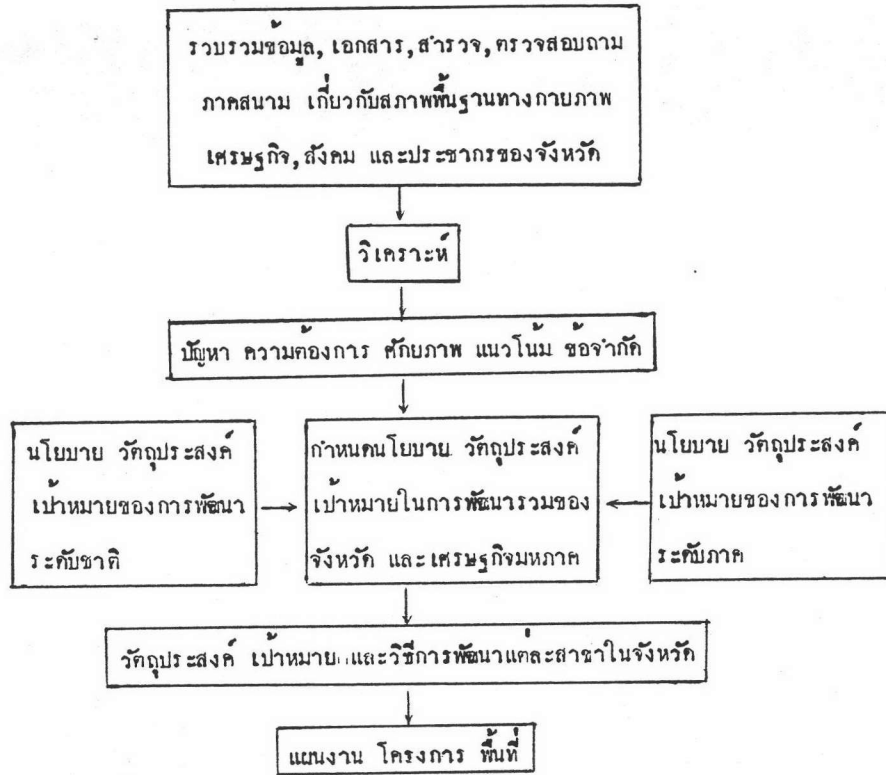 รวบรวมข้อมูล, เอกสาร, สำรวจ, ตรวจสอบถาม
ภาคสนาม เกี่ยวกับสภาพพื้นฐานทางกายภาพ
เศรษฐกิจ, สังคม และประชากรของจังหวัด
วิเคราะห์
ปัญหา ความต้องการ ศักยภาพ แนวโน้ม ข้อจำกัด
นโยบาย วัตถุประสงค์
เป้าหมายของการพัฒนา
ระดับชาติ
กำหนดนโยบาย วัตถุประสงค์
เป้าหมายในการพัฒนารวมของ
จังหวัด และเศรษฐกิจมหภาค
นโยบาย วัตถุประสงค์
เป้าหมายของการพัฒนา
ระดับภาค
วัตถุประสงค์ เป้าหมาย และวิธีการพัฒนาแต่ละสาขาในจังหวัด
แผนงาน โครงการ พื้นที่